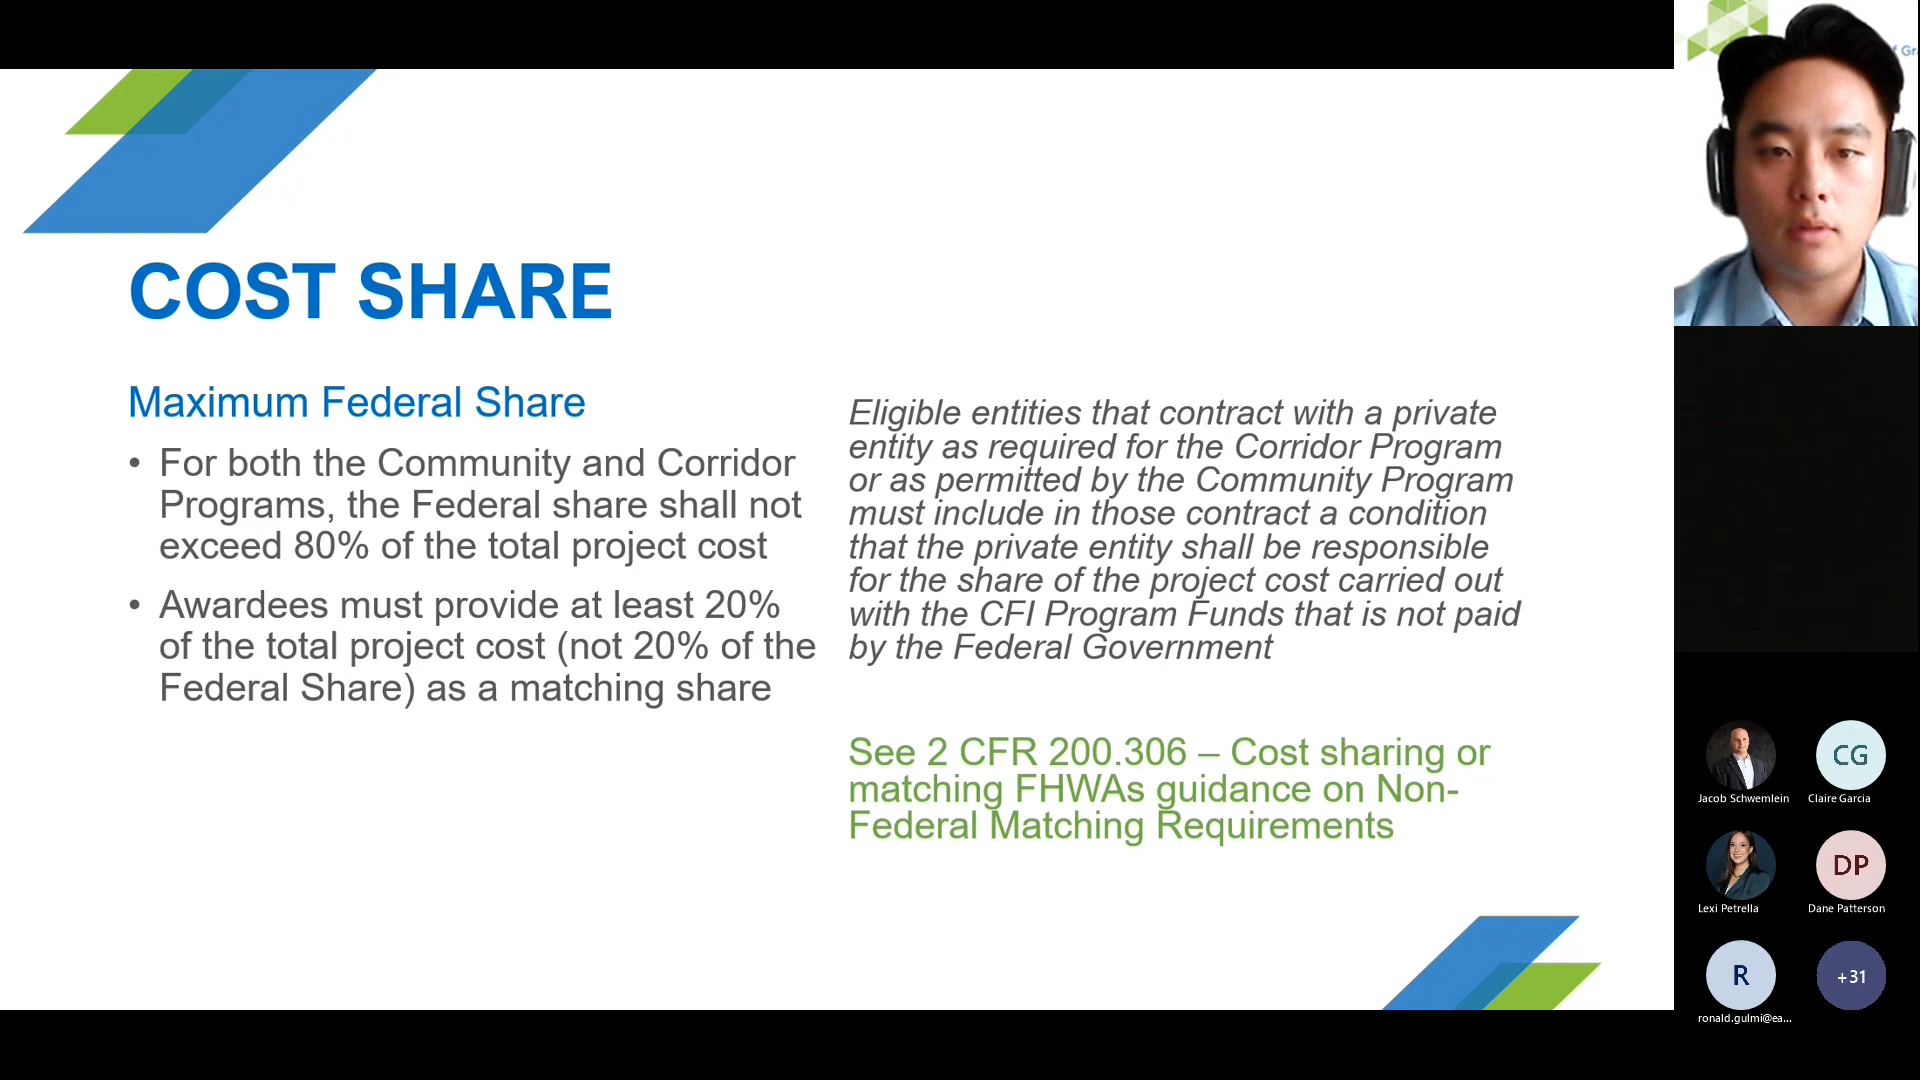 COST SHARE
Maximum Federal Share
• For both the Community and Corridor
Programs, the Federal share shall not
exceed 80% of the total project cost
• Awardees must provide at least 20%
of the total project cost (not 20% of the
Federal Share) as a matching share
Eligible entities that contract with a private
entity as required for the Corridor Program
or as permitted by the Community Program
must include in those contract a condition
that the private entity shall be responsible
for the share of the project cost carried out
with the CFI Program Funds that is not paid
by the Federal Government
See 2 CFR 200.306 – Cost sharing or
matching FHWAs guidance on Non-
Federal Matching Requirements
CG
Jacob Schwemlein
Claire Garcia
DP
Lexi Petrella
Dane Patterson
R
+31
ronald.gulmi@ea...